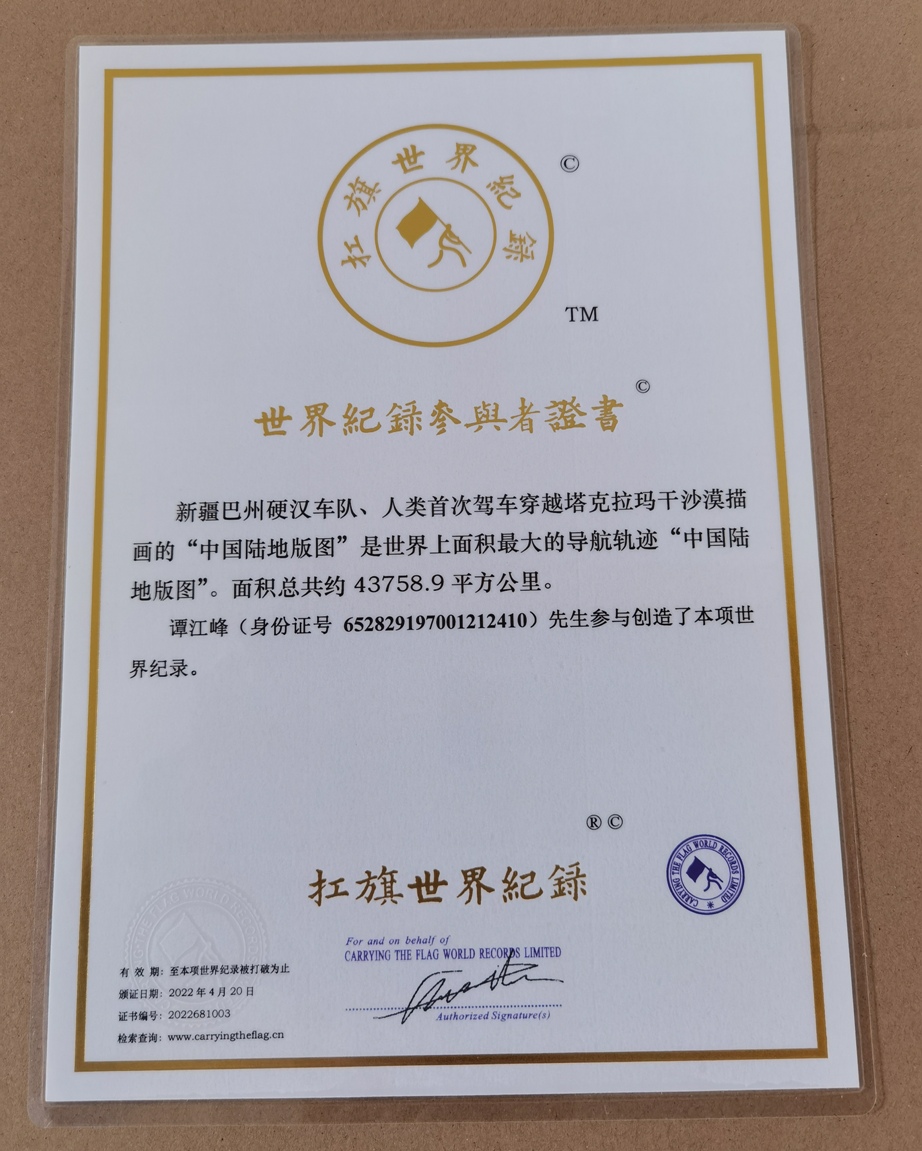 扛旗世界紀錄
©
TM
世界紀錄參與者證書
©
新疆巴州硬汉车队、人类首次驾车穿越塔克拉玛干沙漠描
画的“中国陆地版图”是世界上面积最大的导航轨迹“中国陆
地版图”。面积总共约 43758.9 平方公里。
谭江峰（身份证号 652829197001212410）先生参与创造了本项世
界纪录。
®©
扛旗世界紀錄
CARRYING THE FLAG WORLD RECORDS LIMITED
For and on behalf of
CARRYING THE FLAG WORLD RECORDS LIMITED
Authorized Signature(s)
有 效 期：至本项世界纪录被打破为止
颁证日期：2022 年 4 月 20 日
证书编号：2022681003
检索查询：www.carryingtheflag.cn